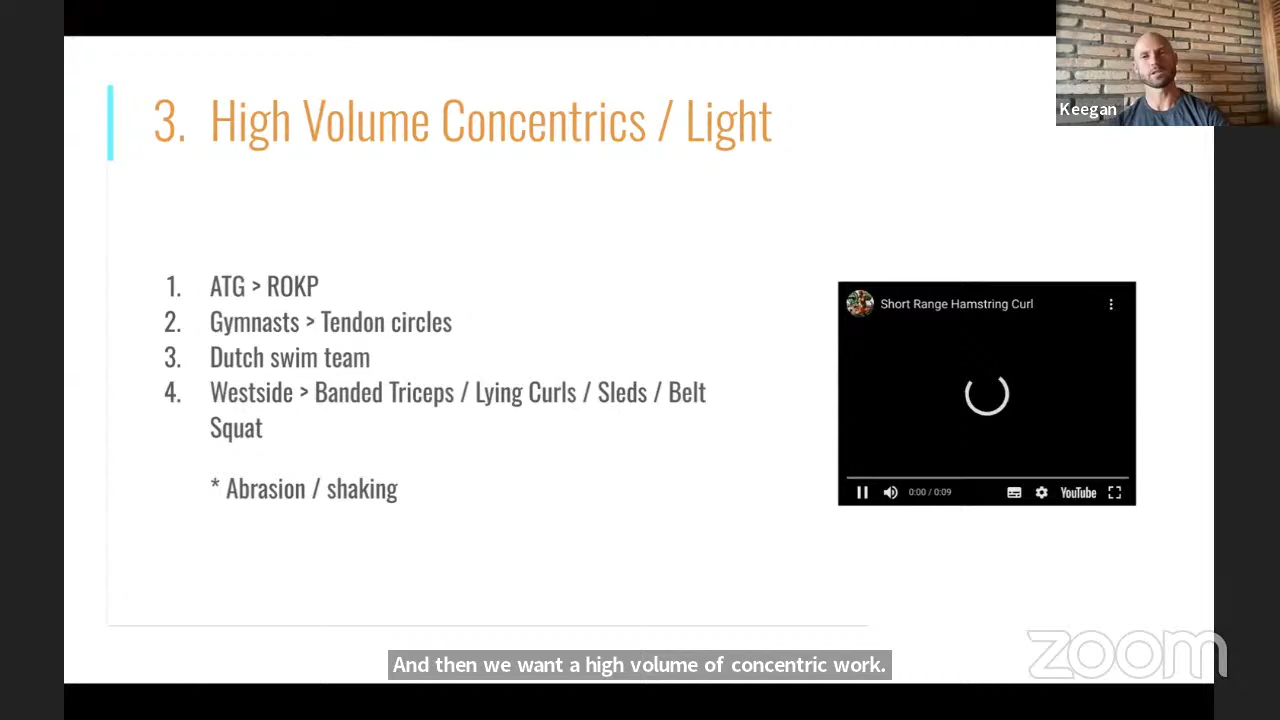 Keegan
3. High Volume Concentrics / Light
1. ATG > ROKP
2. Gymnasts > Tendon circles
3. Dutch swim team
4. Westside > Banded Triceps / Lying Curls / Sleds / Belt
Squat
* Abrasion / shaking
Short Range Hamstring Curl
0:00 / 0:09
YouTube
And then we want a high volume of concentric work.
zoom